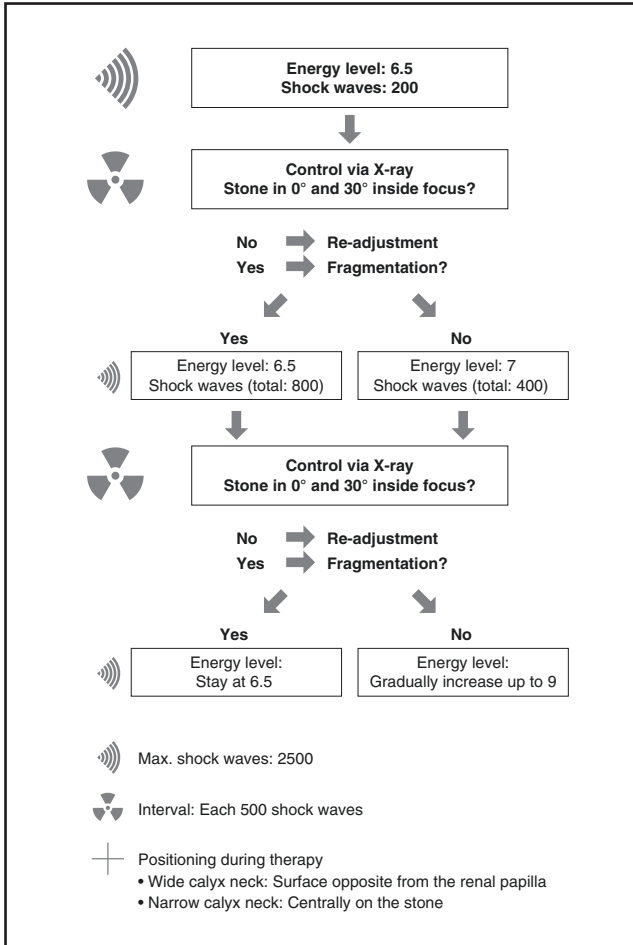 Energy level: 6.5
Shock waves: 200
Control via X-ray
Stone in 0° and 30° inside focus?
No Re-adjustment
Yes Fragmentation?
Yes No
Energy level: 6.5
Shock waves (total: 800)
Energy level: 7
Shock waves (total: 400)
Control via X-ray
Stone in 0° and 30° inside focus?
No Re-adjustment
Yes Fragmentation?
Yes No
Energy level:
Stay at 6.5
Energy level:
Gradually increase up to 9
Max. shock waves: 2500
Interval: Each 500 shock waves
Positioning during therapy
• Wide calyx neck: Surface opposite from the renal papilla
• Narrow calyx neck: Centrally on the stone